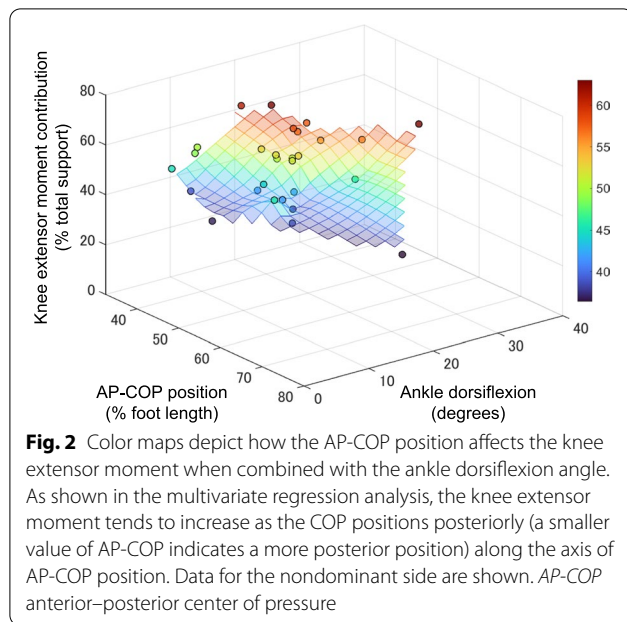 Knee extensor moment contribution
(% total support)
80
60
40
20
0
40
50
60
70
80
0
10
20
30
40
AP-COP position
(% foot length)
Ankle dorsiflexion
(degrees)
60
55
50
45
40
Fig. 2 Color maps depict how the AP-COP position affects the knee
extensor moment when combined with the ankle dorsiflexion angle.
As shown in the multivariate regression analysis, the knee extensor
moment tends to increase as the COP positions posteriorly (a smaller
value of AP-COP indicates a more posterior position) along the axis of
AP-COP position. Data for the nondominant side are shown. AP-COP
anterior–posterior center of pressure